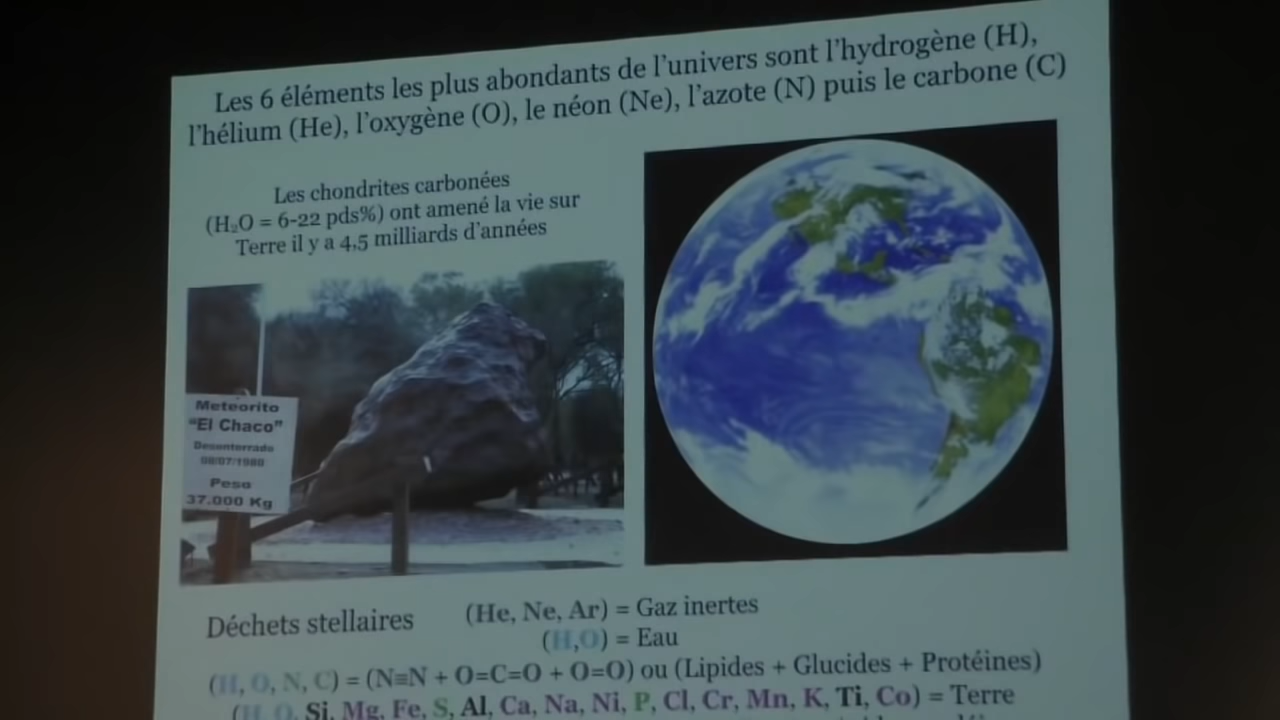 Les 6 éléments les plus abondants de l'univers sont l'hydrogène (H),
l'hélium (He), l'oxygène (O), le néon (Ne), l'azote (N) puis le carbone (C)
Les chondrites carbonées
(H₂O = 6-22 pds%) ont amené la vie sur
Terre il y a 4,5 milliards d'années
Meteorito
"El Chaco"
Desenterrado
Peso
37.000 Kg
Déchets stellaires (He, Ne, Ar) = Gaz inertes
(H,O) = Eau
(H, O, N, C) = (N≡N + O=C=O + O=O) ou (Lipides + Glucides + Protéines)
(H, O, Si, Mg, Fe, S, Al, Ca, Na, Ni, P, Cl, Cr, Mn, K, Ti, Co) = Terre